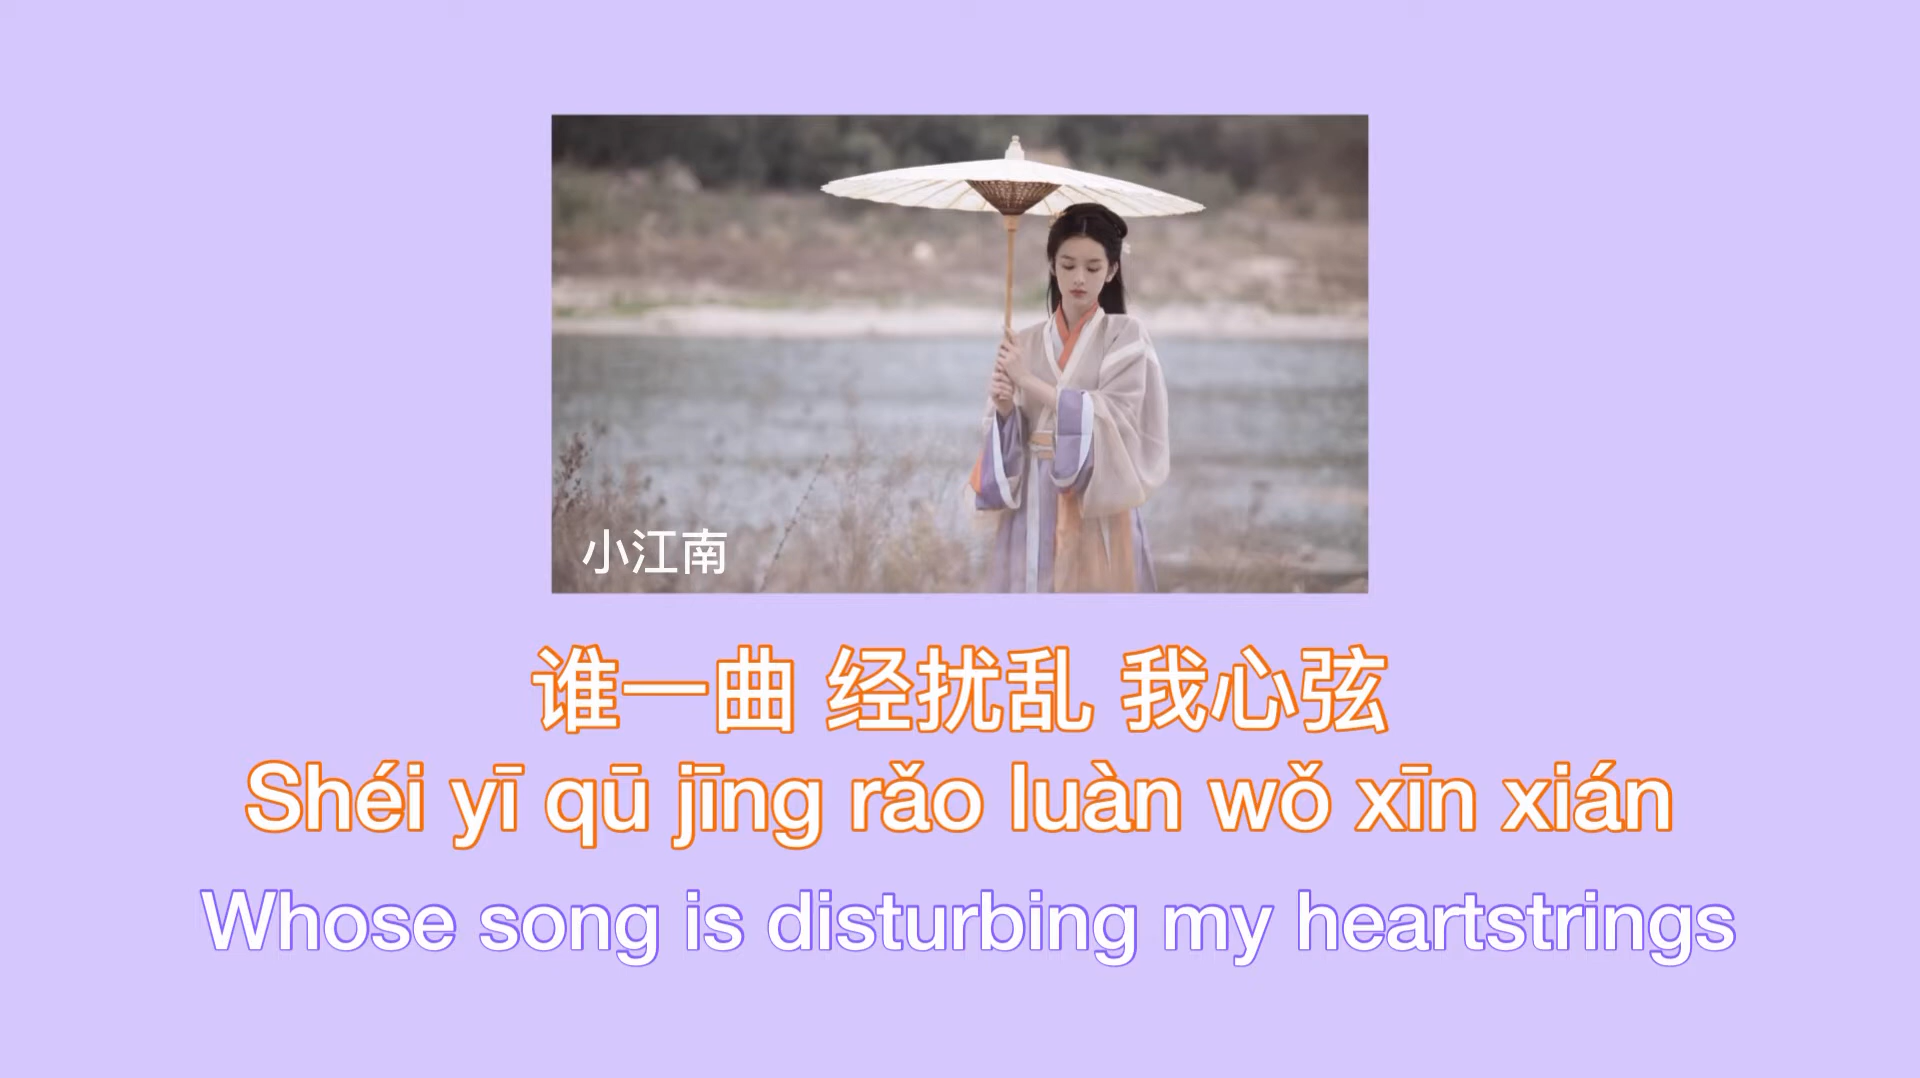 小江南
谁一曲 经扰乱 我心弦
Shéi yī qū jīng rǎo luàn wǒ xīn xián
Whose song is disturbing my heartstrings